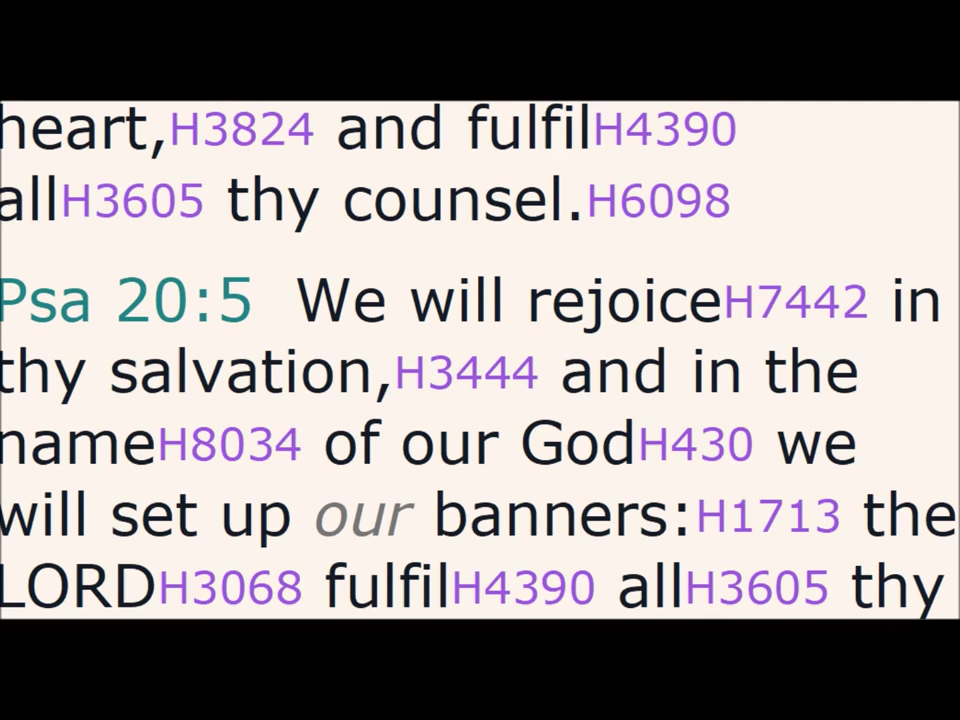 heart,H3824 and fulfilH4390
allH3605 thy counsel.H6098
Psa 20:5 We will rejoiceH7442 in
thy salvation,H3444 and in the
nameH8034 of our GodH430 we
will set up our banners:H1713 the
LORDH3068 fulfilH4390 allH3605 thy